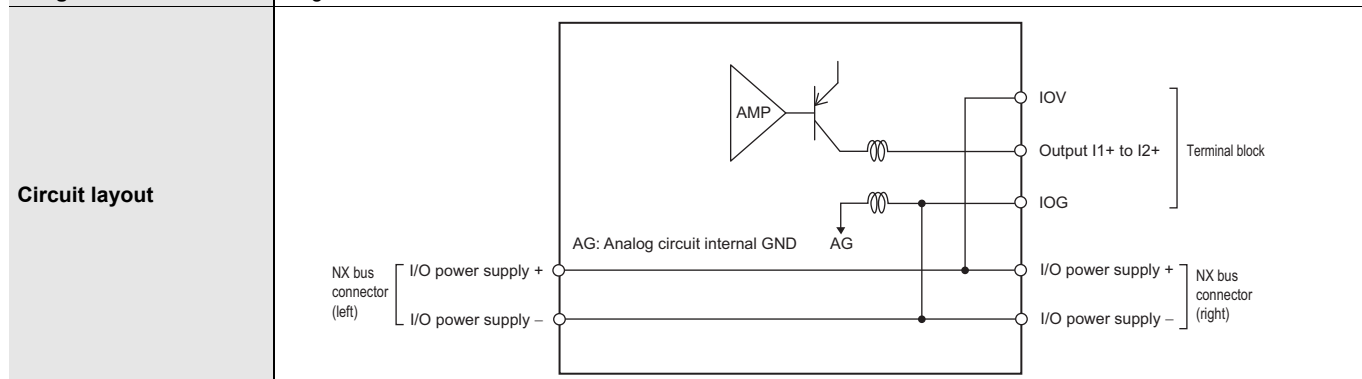 Circuit layout
AMP
IOV
Output I1+ to I2+
Terminal block
IOG
AG: Analog circuit internal GND
AG
NX bus
connector
(left)
I/O power supply +
I/O power supply –
I/O power supply +
I/O power supply –
NX bus
connector
(right)